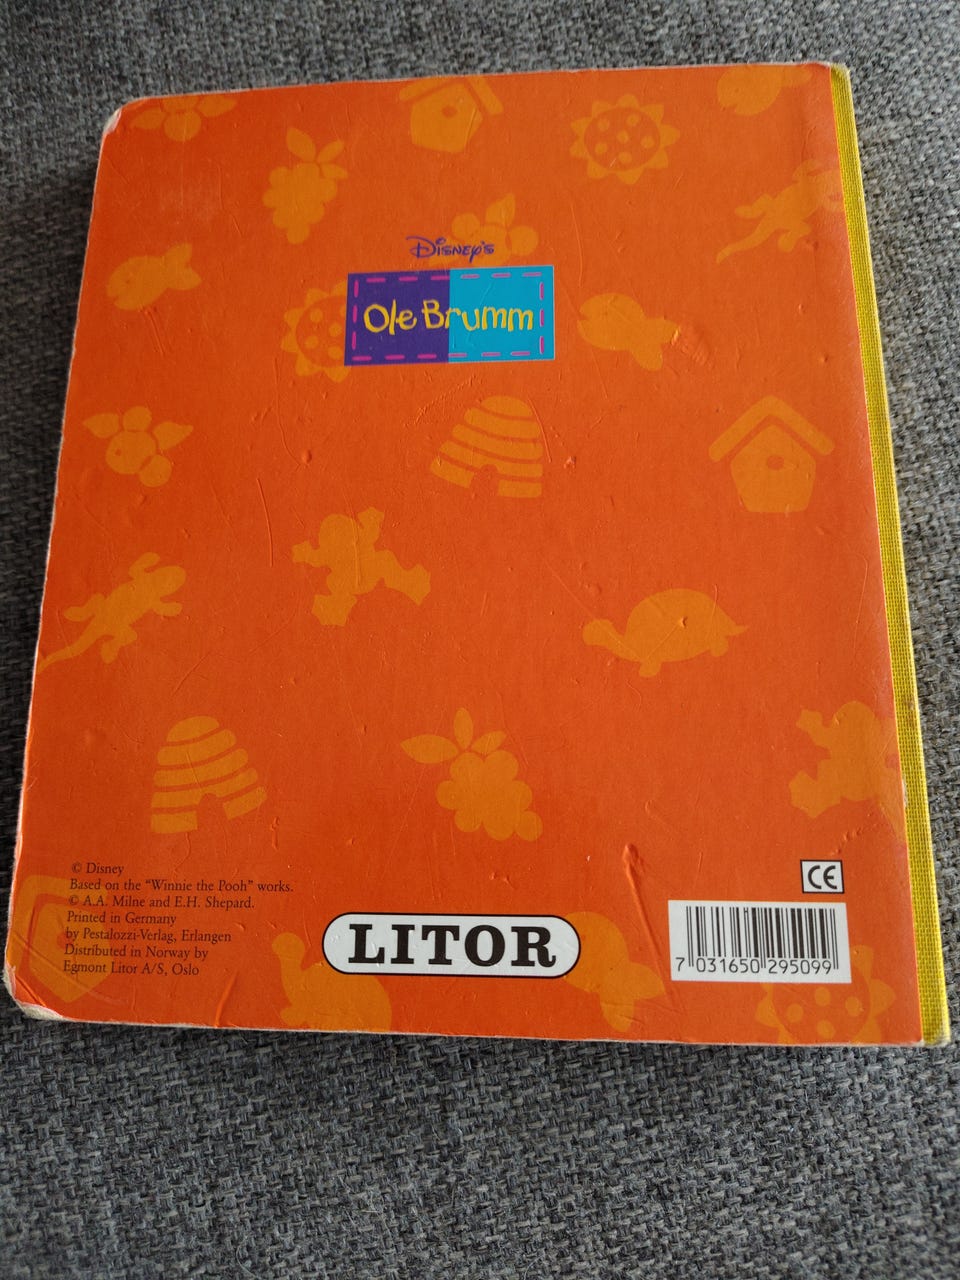 Disney's
Ole Brumm
© Disney
Based on the "Winnie the Pooh" works.
© A.A. Milne and E.H. Shepard.
Printed in Germany
by Pestalozzi-Verlag, Erlangen
Distributed in Norway by
Egmont Litor A/S, Oslo
LITOR
CE
7 031650 295099